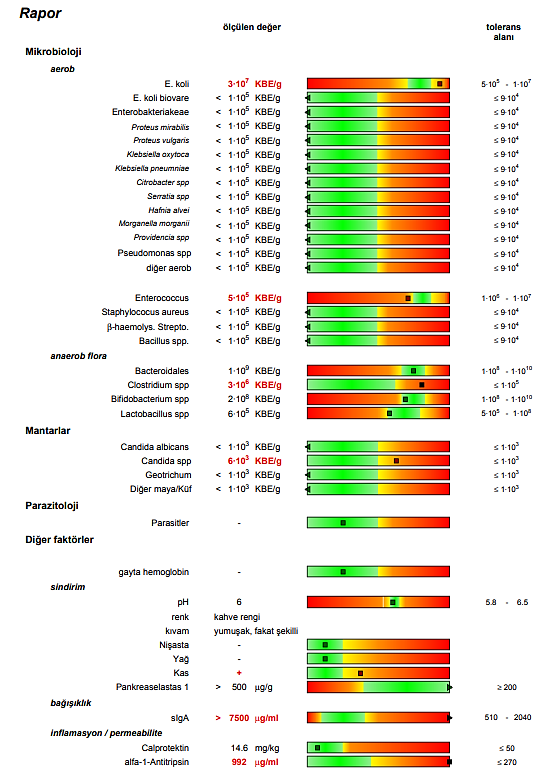 Rapor
ölçülen değer tolerans alanı
Mikrobioloji
aerob
E. koli 3·10⁷ KBE/g 5·10⁵ - 1·10⁷
E. koli biovare < 1·10⁵ KBE/g ≤ 9·10⁴
Enterobakteriakeae < 1·10⁵ KBE/g ≤ 9·10⁴
Proteus mirabilis < 1·10⁵ KBE/g ≤ 9·10⁴
Proteus vulgaris < 1·10⁵ KBE/g ≤ 9·10⁴
Klebsiella oxytoca < 1·10⁵ KBE/g ≤ 9·10⁴
Klebsiella pneumniae < 1·10⁵ KBE/g ≤ 9·10⁴
Citrobacter spp < 1·10⁵ KBE/g ≤ 9·10⁴
Serratia spp < 1·10⁵ KBE/g ≤ 9·10⁴
Hafnia alvei < 1·10⁵ KBE/g ≤ 9·10⁴
Morganella morganii < 1·10⁵ KBE/g ≤ 9·10⁴
Providencia spp < 1·10⁵ KBE/g ≤ 9·10⁴
Pseudomonas spp < 1·10⁵ KBE/g ≤ 9·10⁴
diğer aerob < 1·10⁵ KBE/g ≤ 9·10⁴
Enterococcus 5·10⁵ KBE/g 1·10⁶ - 1·10⁷
Staphylococcus aureus < 1·10⁵ KBE/g ≤ 9·10⁴
β-haemolys. Strepto. < 1·10⁵ KBE/g ≤ 9·10⁴
Bacillus spp. < 1·10⁵ KBE/g ≤ 9·10⁴
anaerob flora
Bacteroidales 1·10⁹ KBE/g 1·10⁸ - 1·10¹⁰
Clostridium spp 3·10⁶ KBE/g ≤ 1·10⁵
Bifidobacterium spp 2·10⁸ KBE/g 1·10⁸ - 1·10¹⁰
Lactobacillus spp 6·10⁵ KBE/g 5·10⁵ - 1·10⁸
Mantarlar
Candida albicans < 1·10³ KBE/g ≤ 1·10³
Candida spp 6·10³ KBE/g ≤ 1·10³
Geotrichum < 1·10³ KBE/g ≤ 1·10³
Diğer maya/Küf < 1·10³ KBE/g ≤ 1·10³
Parazitoloji
Parasitler -
Diğer faktörler
gayta hemoglobin -
sindirim
pH 6 5.8 - 6.5
renk kahve rengi
kıvam yumuşak, fakat şekilli
Nişasta -
Yağ -
Kas +
Pankreaselastas 1 > 500 µg/g ≥ 200
bağışıklık
sIgA > 7500 µg/ml 510 - 2040
inflamasyon / permeabilite
Calprotektin 14.6 mg/kg ≤ 50
alfa-1-Antitripsin 992 µg/ml ≤ 270